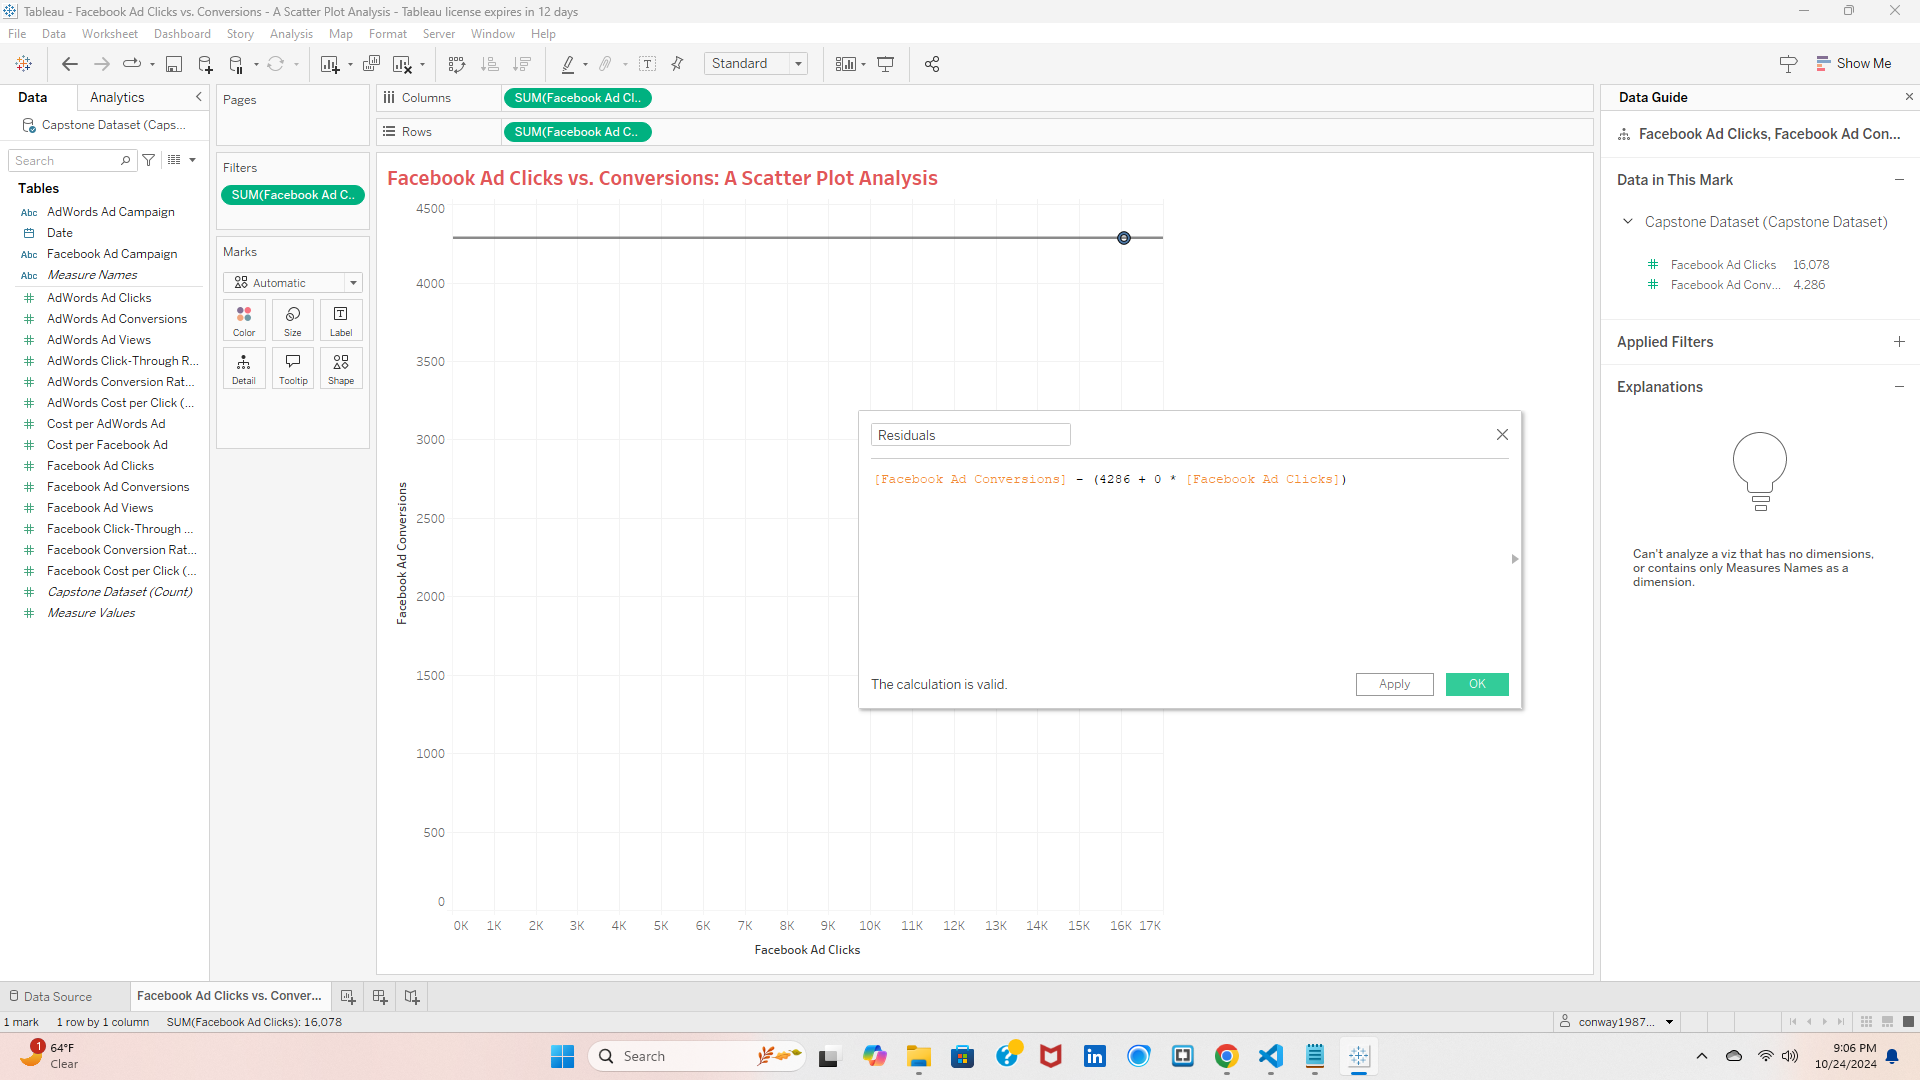 Tableau - Facebook Ad Clicks vs. Conversions - A Scatter Plot Analysis - Tableau license expires in 12 days
File Data Worksheet Dashboard Story Analysis Map Format Server Window Help
Standard
Show Me
Data
Analytics
Capstone Dataset (Caps...
Search
Tables
Abc AdWords Ad Campaign
Date
Abc Facebook Ad Campaign
Abc Measure Names
AdWords Ad Clicks
AdWords Ad Conversions
AdWords Ad Views
AdWords Click-Through R...
AdWords Conversion Rat...
AdWords Cost per Click (...
Cost per AdWords Ad
Cost per Facebook Ad
Facebook Ad Clicks
Facebook Ad Conversions
Facebook Ad Views
Facebook Click-Through ...
Facebook Conversion Rat...
Facebook Cost per Click (...
Capstone Dataset (Count)
Measure Values
Pages
Filters
SUM(Facebook Ad C..
Marks
Automatic
Color
Size
Label
Detail
Tooltip
Shape
Columns
SUM(Facebook Ad Cl..
Rows
SUM(Facebook Ad C..
Facebook Ad Clicks vs. Conversions: A Scatter Plot Analysis
4500
4000
3500
3000
2500
2000
1500
1000
500
0
Facebook Ad Conversions
0K 1K 2K 3K 4K 5K 6K 7K 8K 9K 10K 11K 12K 13K 14K 15K 16K 17K
Facebook Ad Clicks
Residuals
[Facebook Ad Conversions] - (4286 + 0 * [Facebook Ad Clicks])
The calculation is valid.
Apply
OK
Data Guide
Facebook Ad Clicks, Facebook Ad Con...
Data in This Mark
Capstone Dataset (Capstone Dataset)
Facebook Ad Clicks 16,078
Facebook Ad Conv... 4,286
Applied Filters
Explanations
Can't analyze a viz that has no dimensions,
or contains only Measures Names as a
dimension.
Data Source
Facebook Ad Clicks vs. Conver...
1 mark
1 row by 1 column
SUM(Facebook Ad Clicks): 16,078
conway1987...
1
64°F
Clear
Search
9:06 PM
10/24/2024